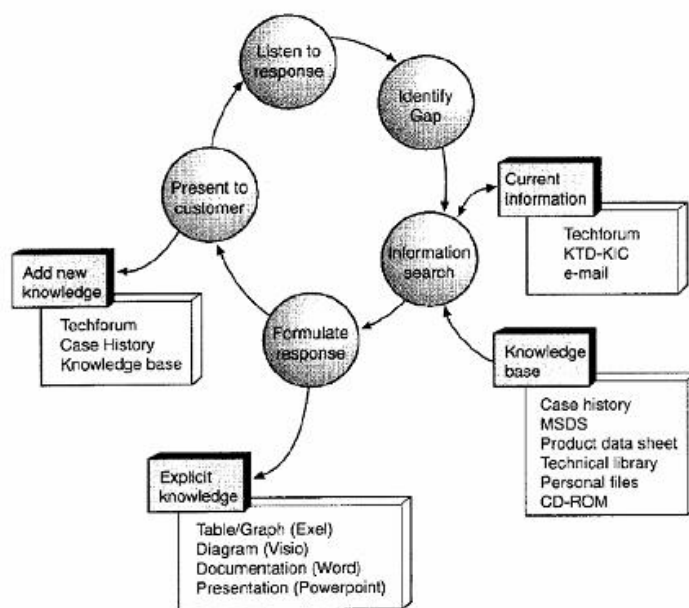 Listen to
response
Identify
Gap
Present to
customer
Current
information
Techforum
KTD-KIC
e-mail
Information
search
Add new
knowledge
Techforum
Case History
Knowledge base
Formulate
response
Knowledge
base
Case history
MSDS
Product data sheet
Technical library
Personal files
CD-ROM
Explicit
knowledge
Table/Graph (Exel)
Diagram (Visio)
Documentation (Word)
Presentation (Powerpoint)